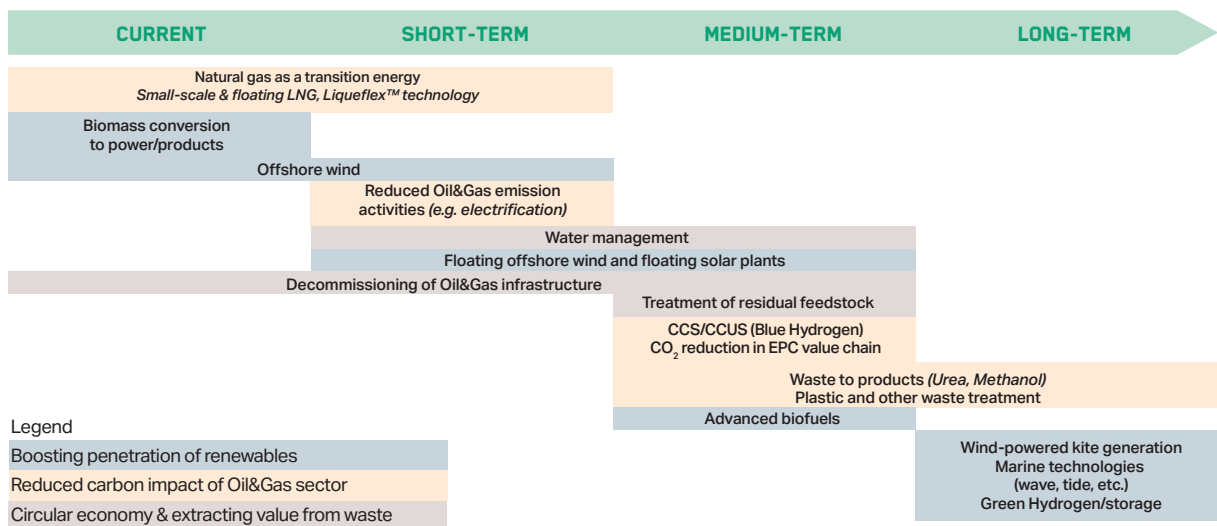 CURRENT
SHORT-TERM
MEDIUM-TERM
LONG-TERM
Natural gas as a transition energy
Small-scale & floating LNG, Liqueflex™ technology
Biomass conversion
to power/products
Offshore wind
Reduced Oil&Gas emission
activities (e.g. electrification)
Water management
Floating offshore wind and floating solar plants
Decommissioning of Oil&Gas infrastructure
Treatment of residual feedstock
CCS/CCUS (Blue Hydrogen)
CO₂ reduction in EPC value chain
Waste to products (Urea, Methanol)
Plastic and other waste treatment
Advanced biofuels
Wind-powered kite generation
Marine technologies
(wave, tide, etc.)
Green Hydrogen/storage
Legend
Boosting penetration of renewables
Reduced carbon impact of Oil&Gas sector
Circular economy & extracting value from waste